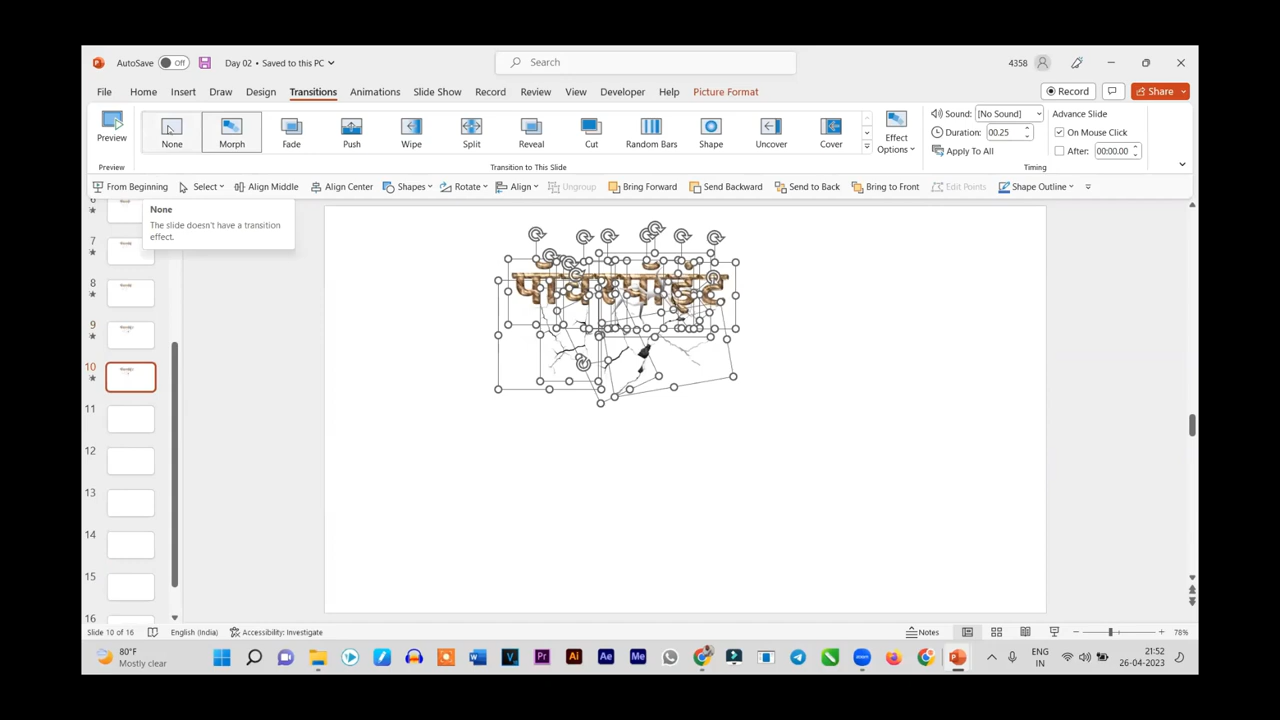 AutoSave Off Day 02 • Saved to this PC Search 4358
File Home Insert Draw Design Transitions Animations Slide Show Record Review View Developer Help Picture Format Record Share
Preview None Morph Fade Push Wipe Split Reveal Cut Random Bars Shape Uncover Cover Effect Options
Sound: [No Sound] Advance Slide
Duration: 00.25 On Mouse Click
Apply To All After: 00:00.00
Preview Transition to This Slide Timing
From Beginning Select Align Middle Align Center Shapes Rotate Align Ungroup Bring Forward Send Backward Send to Back Bring to Front Edit Points Shape Outline
None
The slide doesn't have a transition
effect.
6
7
8
9
10
11
12
13
14
15
16
पॉवरपॉइंट
Slide 10 of 16 English (India) Accessibility: Investigate Notes 78%
80°F
Mostly clear
ENG
IN
21:52
26-04-2023